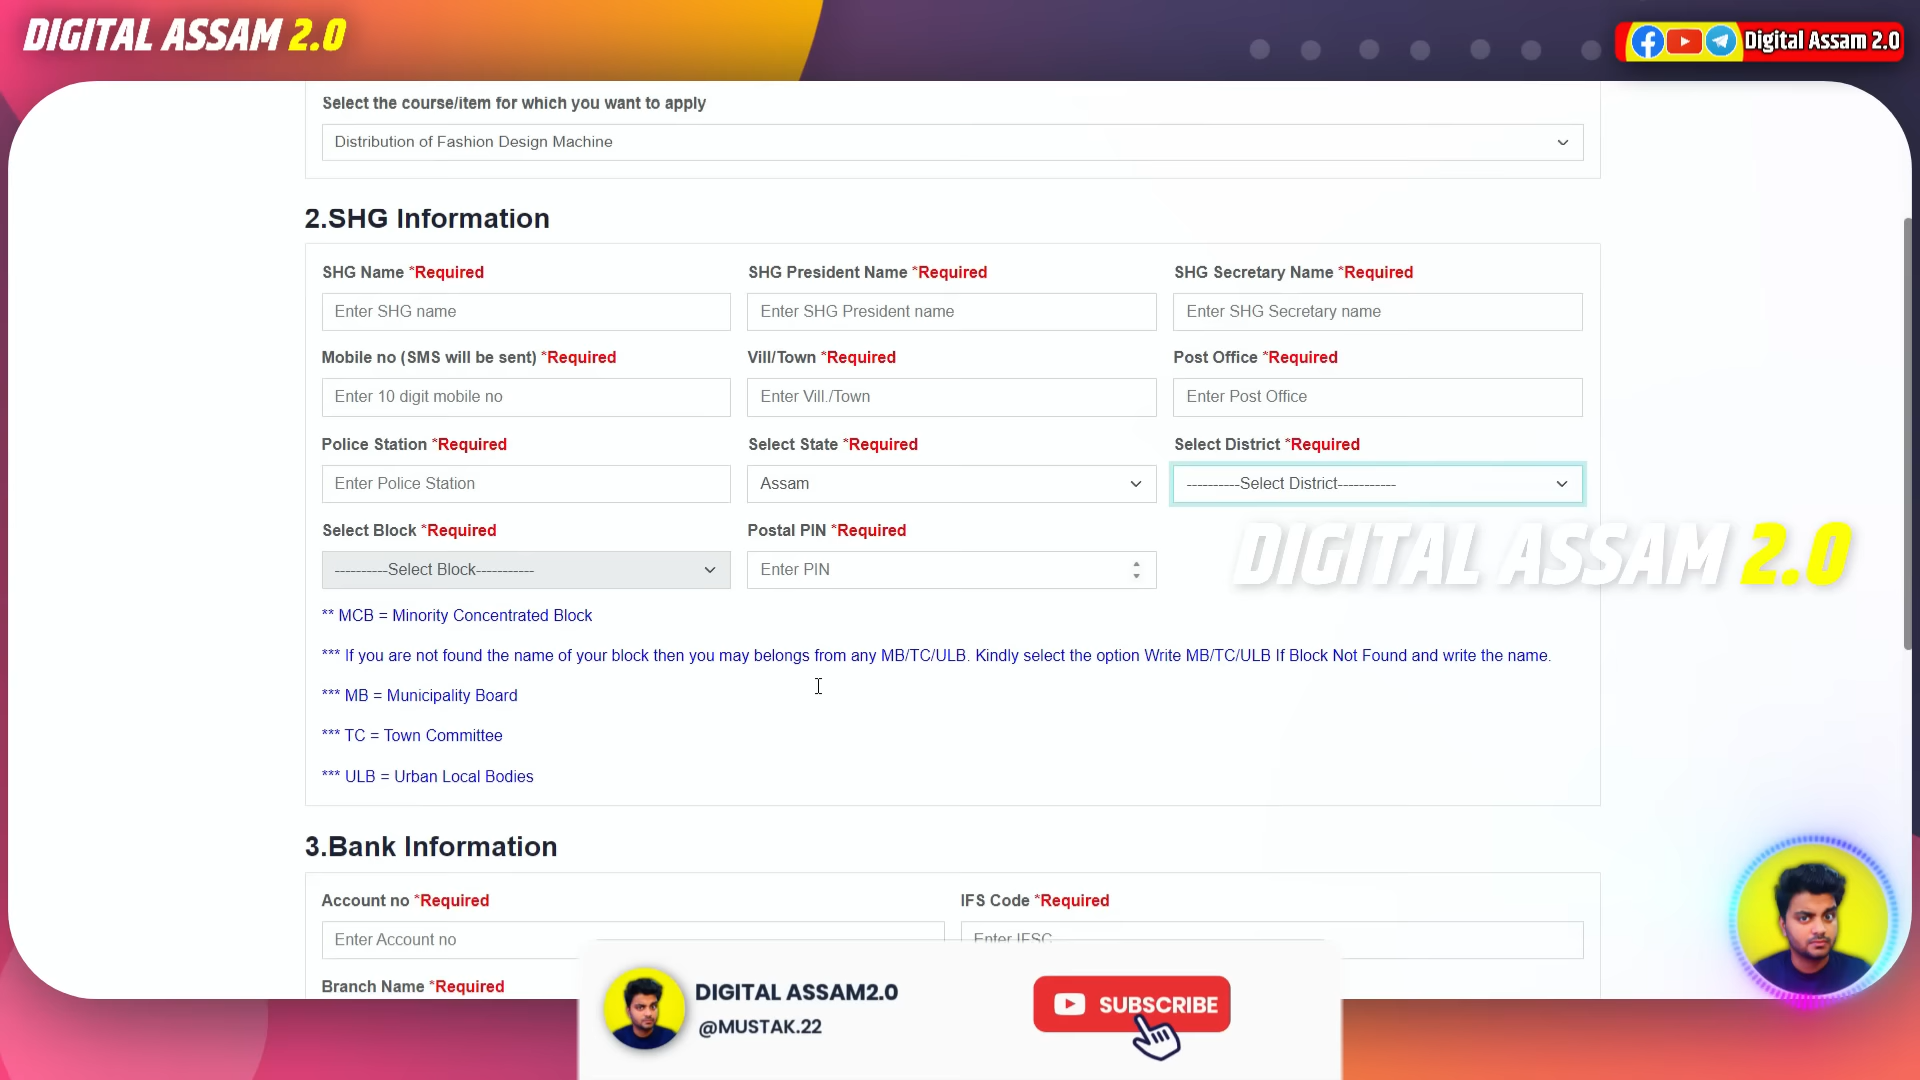 DIGITAL ASSAM 2.0
Digital Assam 2.0
Select the course/item for which you want to apply
Distribution of Fashion Design Machine
2.SHG Information
SHG Name *Required
SHG President Name *Required
SHG Secretary Name *Required
Enter SHG name
Enter SHG President name
Enter SHG Secretary name
Mobile no (SMS will be sent) *Required
Vill/Town *Required
Post Office *Required
Enter 10 digit mobile no
Enter Vill./Town
Enter Post Office
Police Station *Required
Select State *Required
Select District *Required
Enter Police Station
Assam
----------Select District-----------
Select Block *Required
Postal PIN *Required
----------Select Block-----------
Enter PIN
DIGITAL ASSAM 2.0
** MCB = Minority Concentrated Block
*** If you are not found the name of your block then you may belongs from any MB/TC/ULB. Kindly select the option Write MB/TC/ULB If Block Not Found and write the name.
*** MB = Municipality Board
*** TC = Town Committee
*** ULB = Urban Local Bodies
3.Bank Information
Account no *Required
IFS Code *Required
Enter Account no
Enter IFSC
Branch Name *Required
DIGITAL ASSAM2.0
@MUSTAK.22
SUBSCRIBE